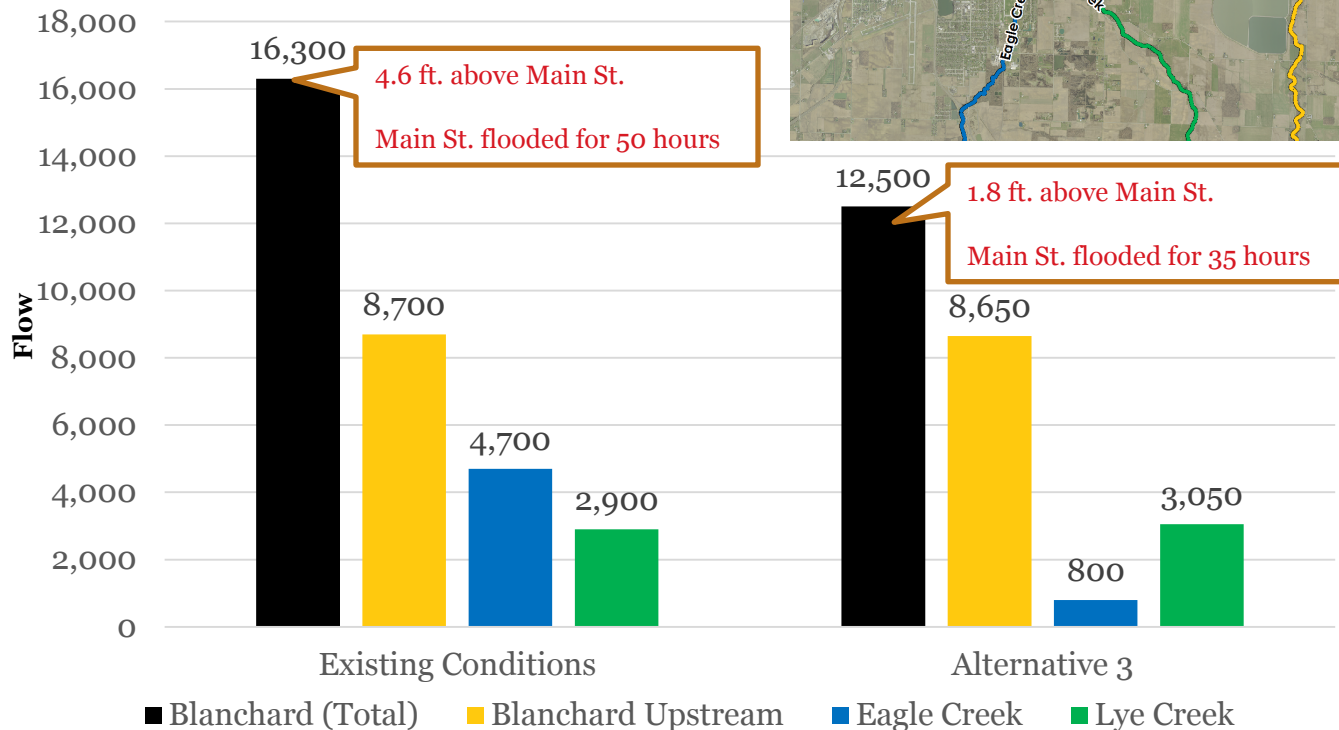 18,000
16,000
14,000
12,000
10,000
8,000
6,000
4,000
2,000
0
Flow
16,300
4.6 ft. above Main St.
Main St. flooded for 50 hours
8,700
4,700
2,900
Eagle Cre
ek
12,500
1.8 ft. above Main St.
Main St. flooded for 35 hours
8,650
800
3,050
Existing Conditions
Alternative 3
Blanchard (Total)
Blanchard Upstream
Eagle Creek
Lye Creek